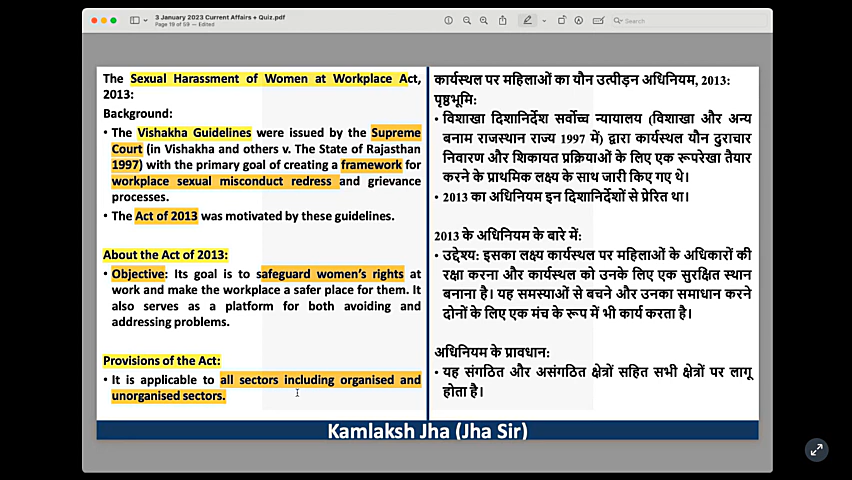 3 January 2023 Current Affairs + Quiz.pdf
Page 19 of 59 — Edited
Search
The Sexual Harassment of Women at Workplace Act,
2013:
Background:
• The Vishakha Guidelines were issued by the Supreme
Court (in Vishakha and others v. The State of Rajasthan
1997) with the primary goal of creating a framework for
workplace sexual misconduct redress and grievance
processes.
• The Act of 2013 was motivated by these guidelines.
About the Act of 2013:
• Objective: Its goal is to safeguard women's rights at
work and make the workplace a safer place for them. It
also serves as a platform for both avoiding and
addressing problems.
Provisions of the Act:
• It is applicable to all sectors including organised and
unorganised sectors.
कार्यस्थल पर महिलाओं का यौन उत्पीड़न अधिनियम, 2013:
पृष्ठभूमि:
• विशाखा दिशानिर्देश सर्वोच्च न्यायालय (विशाखा और अन्य
बनाम राजस्थान राज्य 1997 में) द्वारा कार्यस्थल यौन दुराचार
निवारण और शिकायत प्रक्रियाओं के लिए एक रूपरेखा तैयार
करने के प्राथमिक लक्ष्य के साथ जारी किए गए थे।
• 2013 का अधिनियम इन दिशानिर्देशों से प्रेरित था।
2013 के अधिनियम के बारे में:
• उद्देश्य: इसका लक्ष्य कार्यस्थल पर महिलाओं के अधिकारों की
रक्षा करना और कार्यस्थल को उनके लिए एक सुरक्षित स्थान
बनाना है। यह समस्याओं से बचने और उनका समाधान करने
दोनों के लिए एक मंच के रूप में भी कार्य करता है।
अधिनियम के प्रावधान:
• यह संगठित और असंगठित क्षेत्रों सहित सभी क्षेत्रों पर लागू
होता है।
Kamlaksh Jha (Jha Sir)